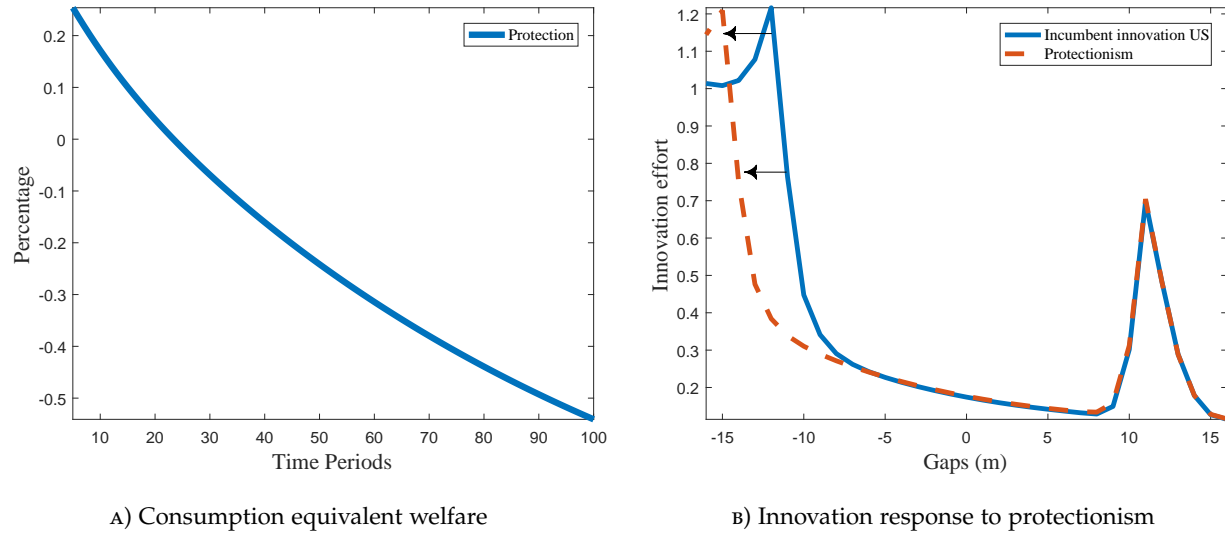 0.2
0.1
0
-0.1
-0.2
-0.3
-0.4
-0.5
Percentage
10 20 30 40 50 60 70 80 90 100
Time Periods
Protection
A) Consumption equivalent welfare
1.2
1.1
1
0.9
0.8
0.7
0.6
0.5
0.4
0.3
0.2
Innovation effort
-15 -10 -5 0 5 10 15
Gaps (m)
Incumbent innovation US
Protectionism
B) Innovation response to protectionism